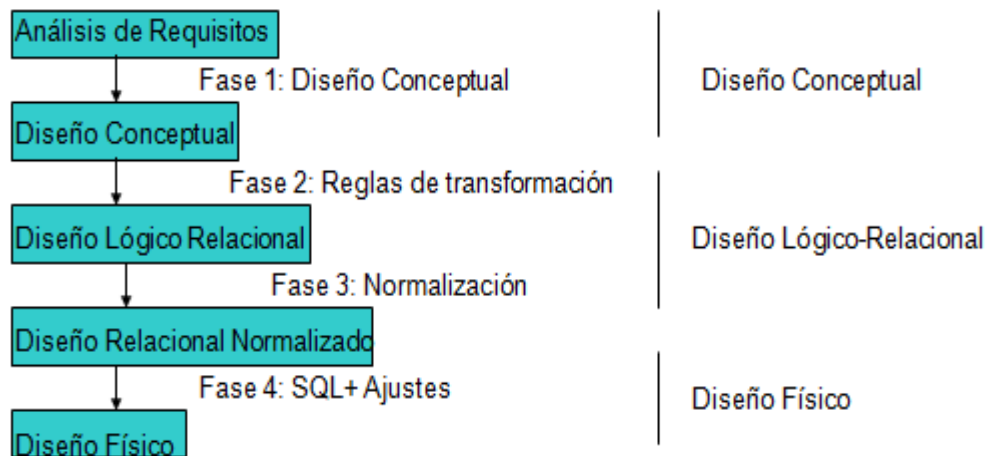 Análisis de Requisitos
Fase 1: Diseño Conceptual
Diseño Conceptual
Diseño Conceptual
Fase 2: Reglas de transformación
Diseño Lógico Relacional
Diseño Lógico-Relacional
Fase 3: Normalización
Diseño Relacional Normalizado
Fase 4: SQL+ Ajustes
Diseño Físico
Diseño Físico